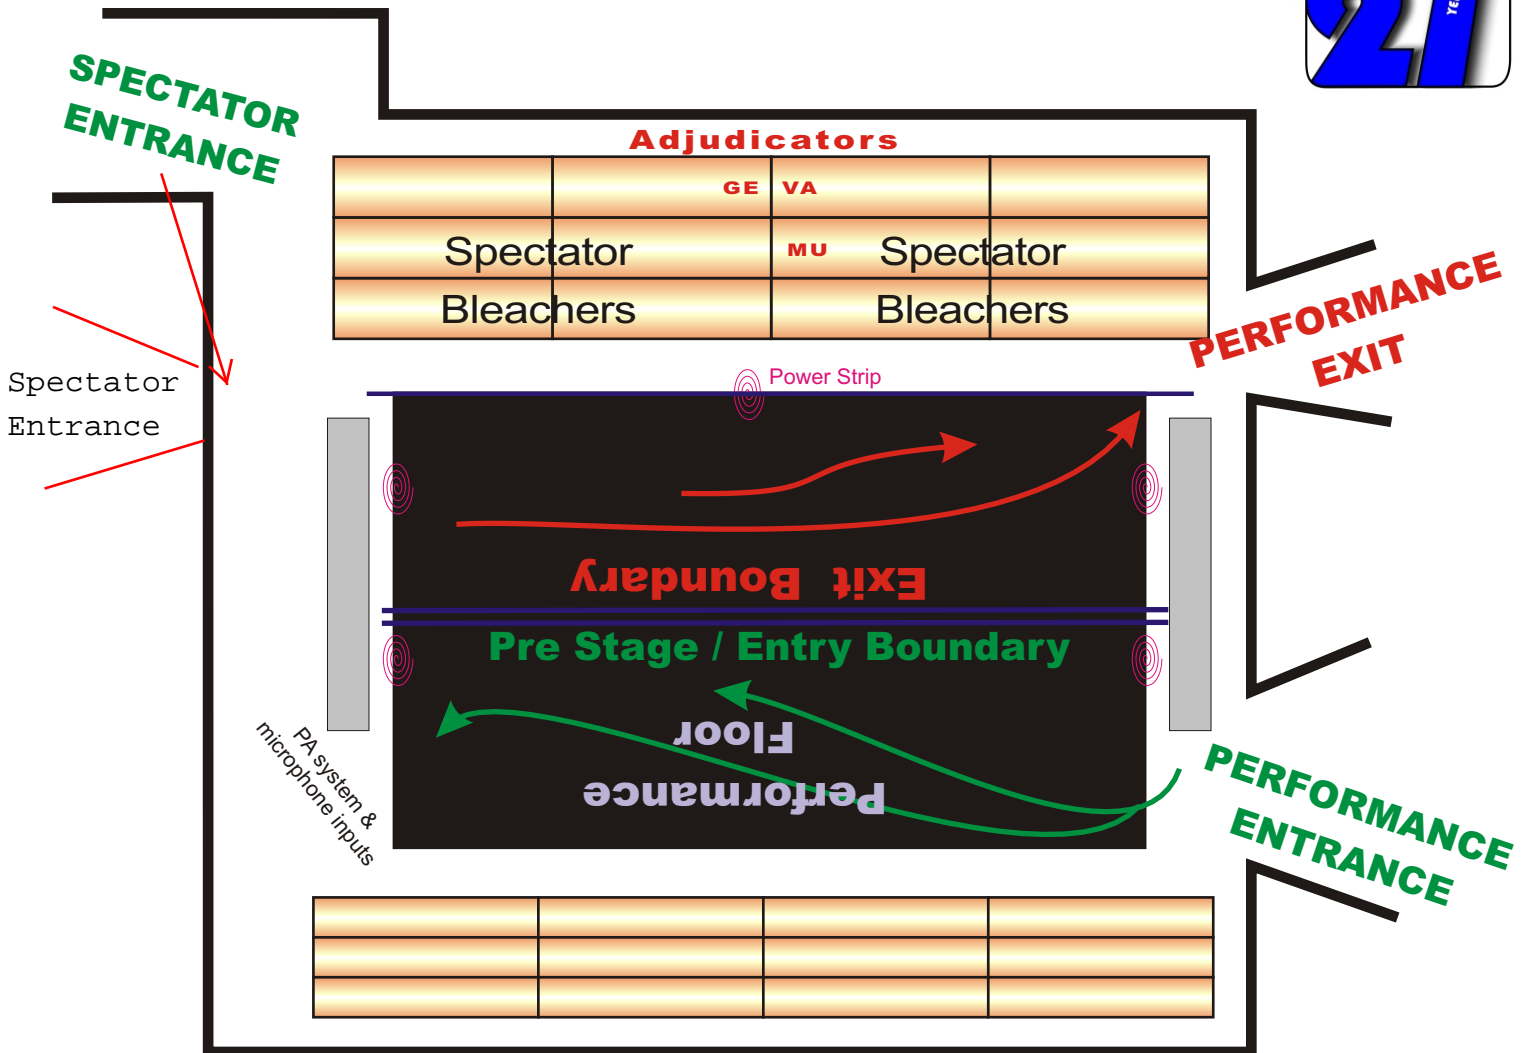 21
SPECTATOR
ENTRANCE
Adjudicators
GE VA
Spectator MU Spectator
Bleachers Bleachers
PERFORMANCE
EXIT
Spectator
Entrance
Power Strip
Exit Boundary
Pre Stage / Entry Boundary
Performance
Floor
PA system &
microphone inputs
PERFORMANCE
ENTRANCE